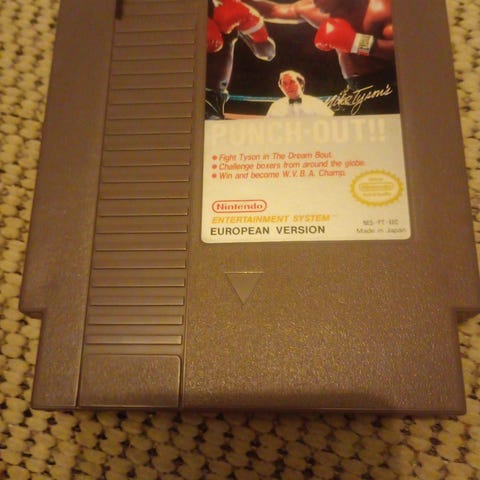 Mike Tyson's
PUNCH-OUT!!
• Fight Tyson in The Dream Bout.
• Challenge boxers from around the globe.
• Win and become W.V.B.A. Champ.
Nintendo
ENTERTAINMENT SYSTEM
EUROPEAN VERSION
Nintendo
NES-PT-EEC
Made in Japan